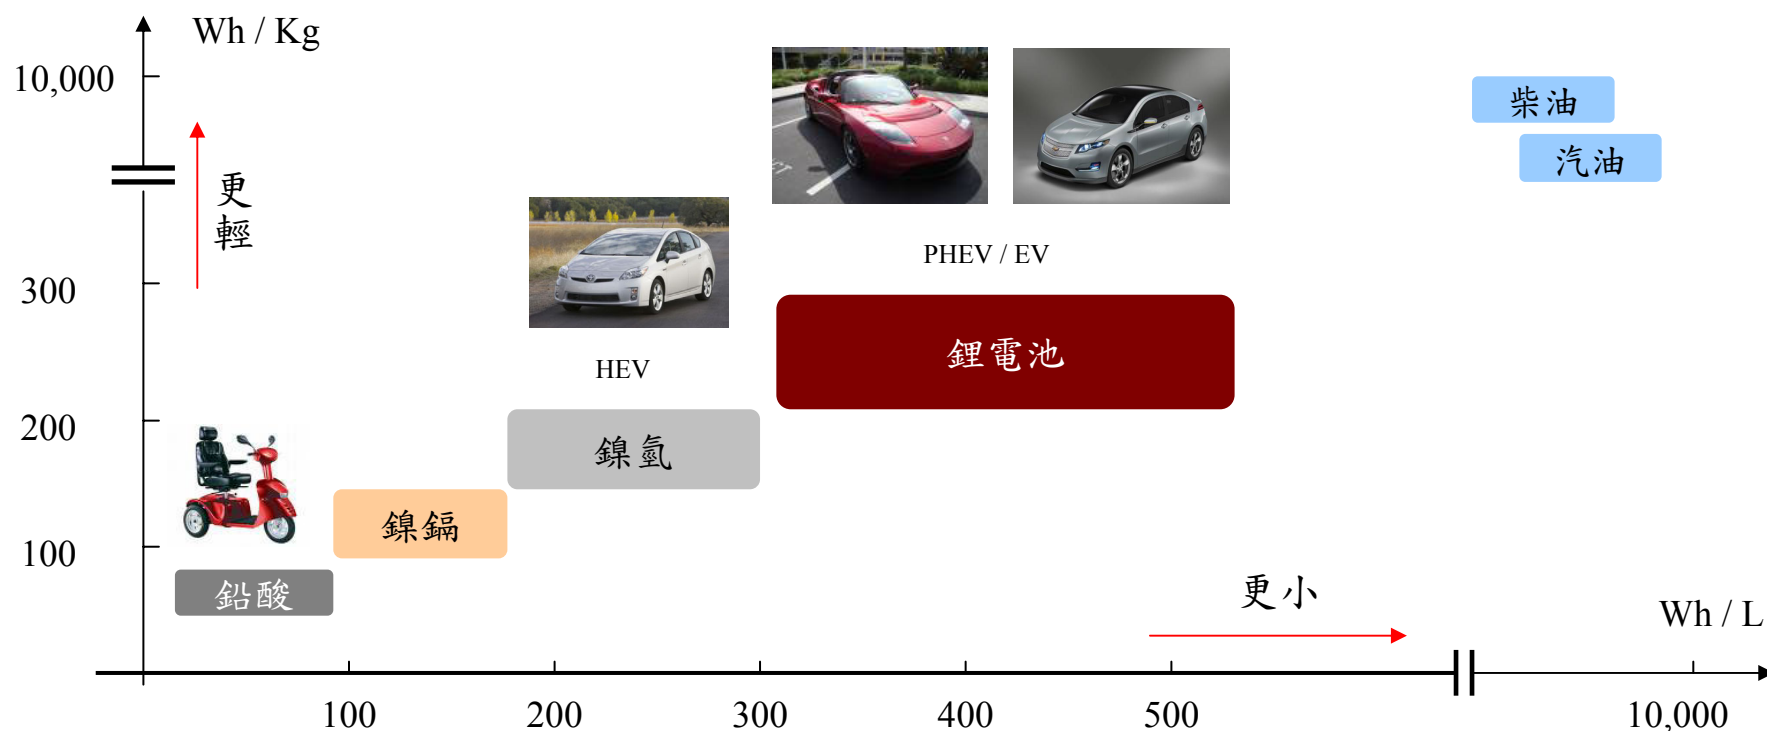 Wh / Kg
10,000
柴油
汽油
更
輕
PHEV / EV
300
鋰電池
HEV
200
鎳氫
鎳鎘
100
鉛酸
更小
Wh / L
100
200
300
400
500
10,000